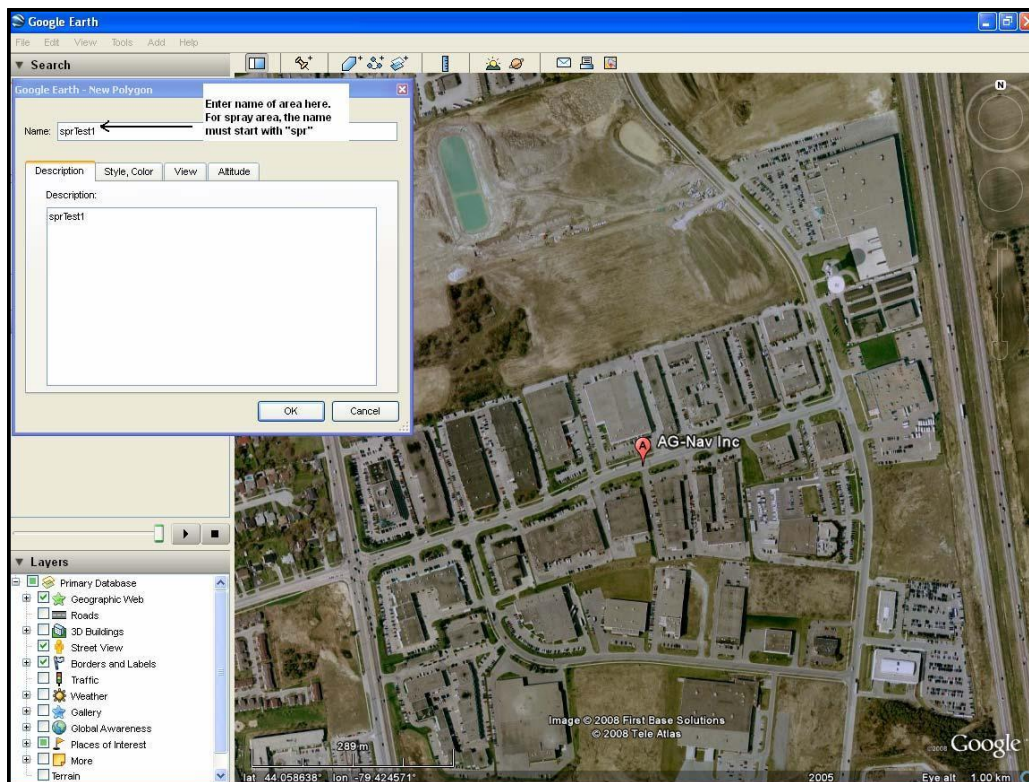 Google Earth
File Edit View Tools Add Help
Search
Google Earth - New Polygon
Enter name of area here.
For spray area, the name
must start with "spr"
Name: sprTest1
Description Style, Color View Altitude
Description:
sprTest1
OK Cancel
N
A AG-Nav Inc
Layers
Primary Database
Geographic Web
Roads
3D Buildings
Street View
Borders and Labels
Traffic
Weather
Gallery
Global Awareness
Places of Interest
More
Terrain
Image © 2008 First Base Solutions
© 2008 Tele Atlas
289 m
©2008 Google
lat 44.058638° lon -79.424571° 2005 Eye alt 1.00 km